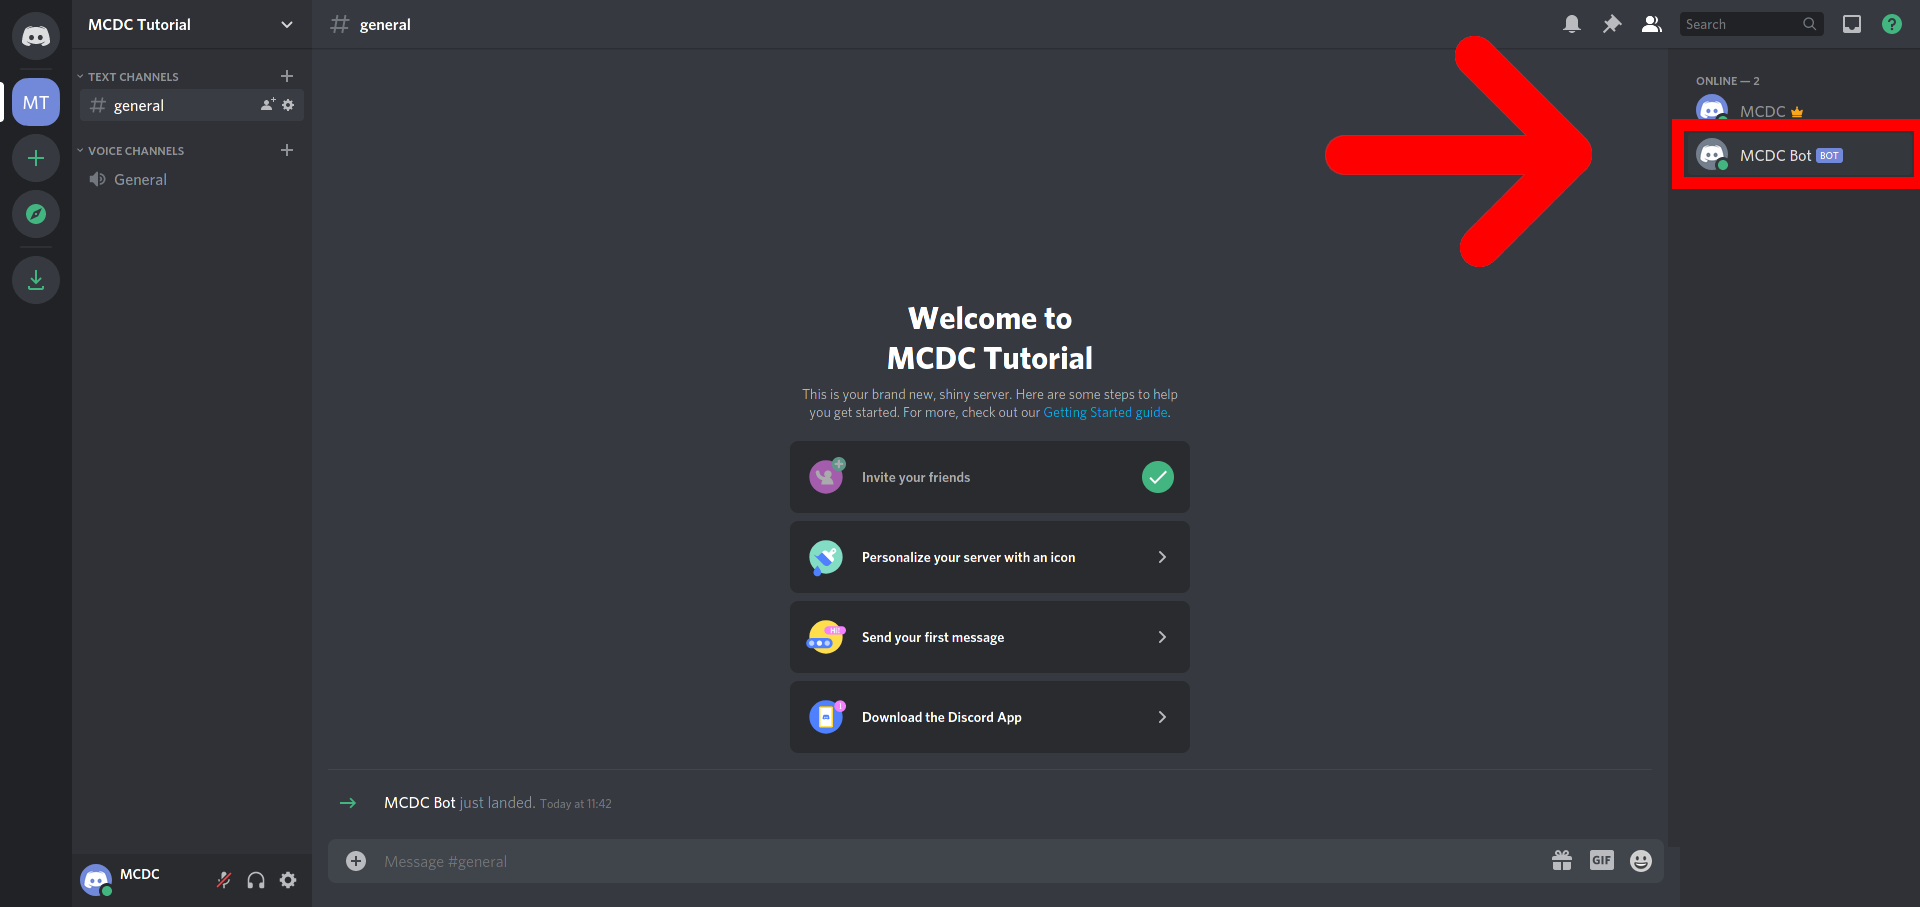 MCDC Tutorial
general
Search
?
MT
TEXT CHANNELS
general
VOICE CHANNELS
General
ONLINE — 2
MCDC
MCDC Bot BOT
Welcome to
MCDC Tutorial
This is your brand new, shiny server. Here are some steps to help
you get started. For more, check out our Getting Started guide.
Invite your friends
Personalize your server with an icon
Hi!
Send your first message
Download the Discord App
MCDC Bot just landed. Today at 11:42
Message #general
GIF
MCDC